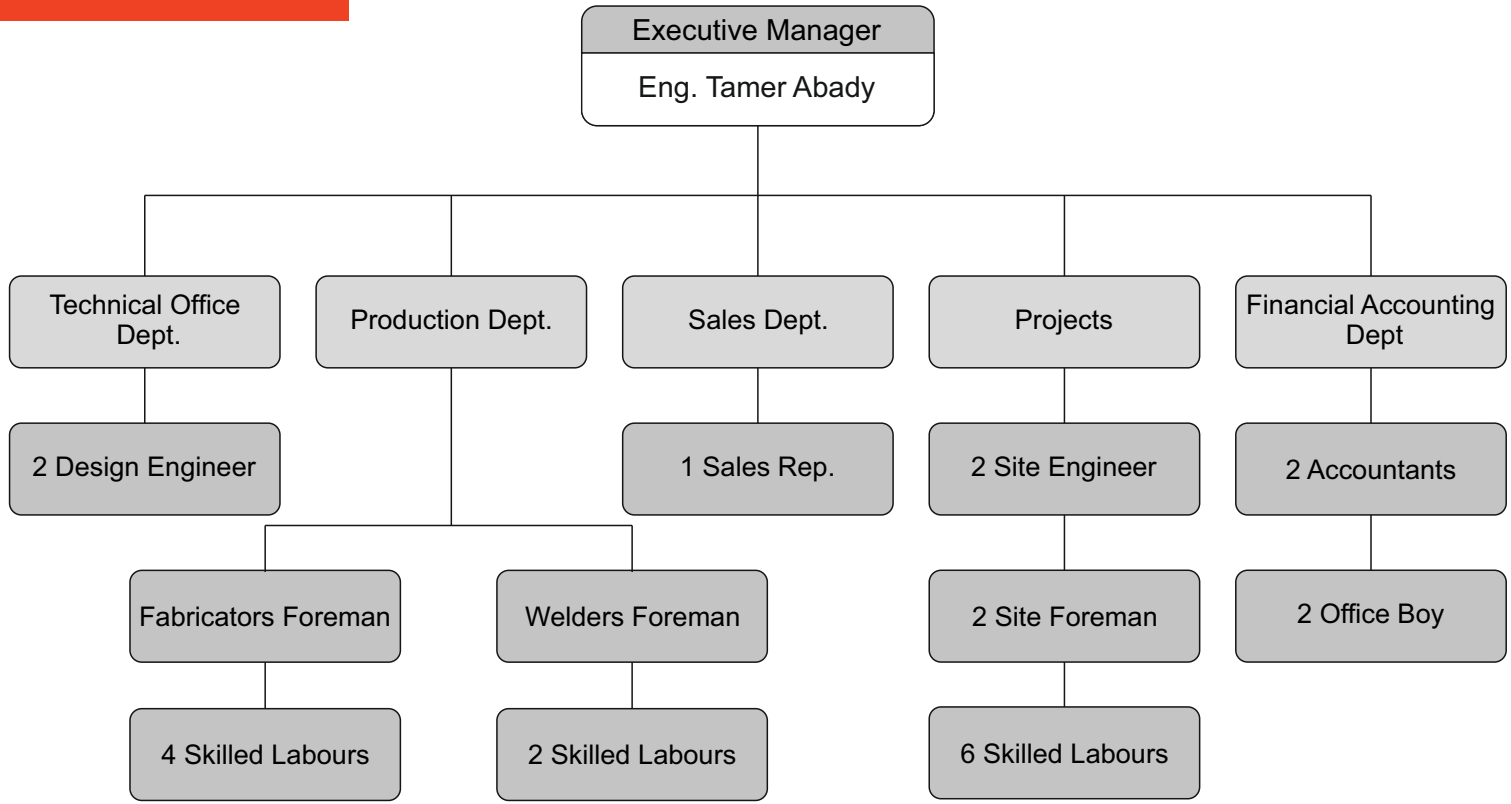 Executive Manager
Eng. Tamer Abady
Technical Office
Dept.
Production Dept.
Sales Dept.
Projects
Financial Accounting
Dept
2 Design Engineer
1 Sales Rep.
2 Site Engineer
2 Accountants
Fabricators Foreman
Welders Foreman
2 Site Foreman
2 Office Boy
4 Skilled Labours
2 Skilled Labours
6 Skilled Labours